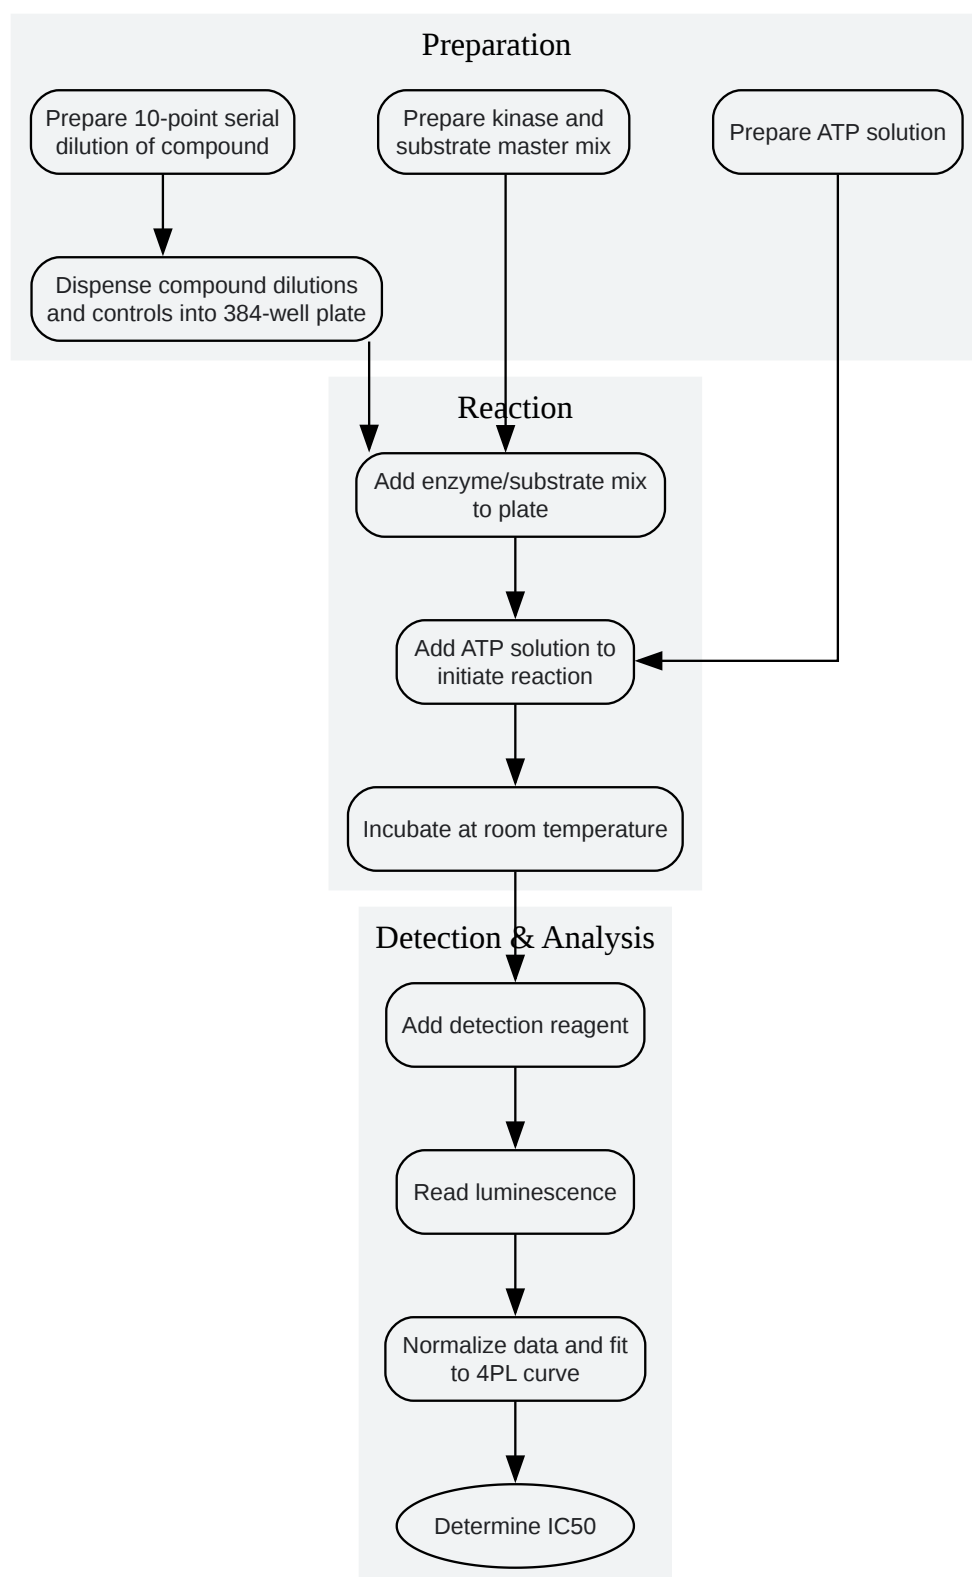 Preparation
Prepare 10-point serial
dilution of compound
Prepare kinase and
substrate master mix
Prepare ATP solution
Dispense compound dilutions
and controls into 384-well plate
Reaction
Add enzyme/substrate mix
to plate
Add ATP solution to
initiate reaction
Incubate at room temperature
Detection & Analysis
Add detection reagent
Read luminescence
Normalize data and fit
to 4PL curve
Determine IC50